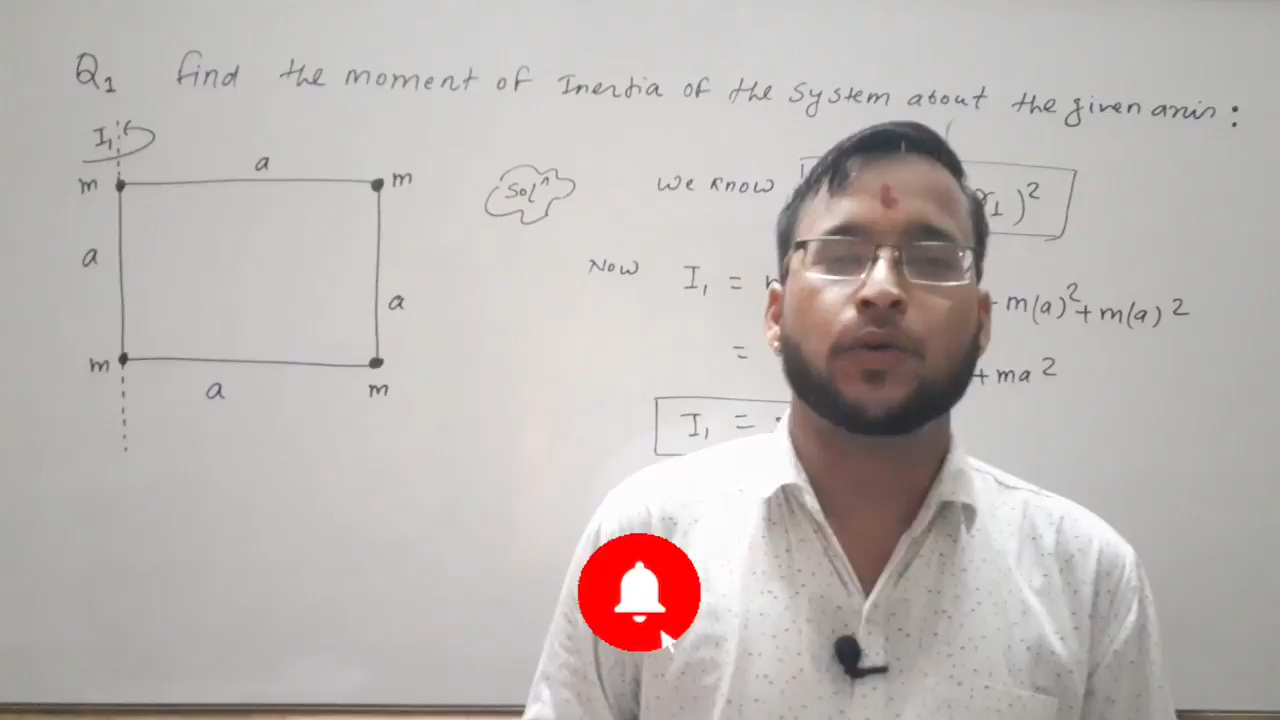 Q1 find the moment of Inertia of the system about the given axis :
I1
a
m m
Solⁿ
we know
⊥)²
a
Now I1 =
m(a)²+m(a)²
a
=
+ma²
m
a
m
I1 =